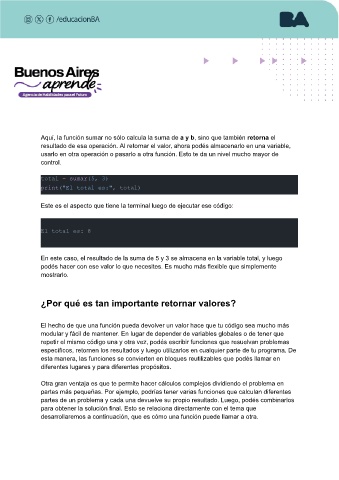 /educacionBA
BA
Buenos Aires
aprende
Agencia de Habilidades para el Futuro
Aquí, la función sumar no sólo calcula la suma de a y b, sino que también retorna el
resultado de esa operación. Al retornar el valor, ahora podés almacenarlo en una variable,
usarlo en otra operación o pasarlo a otra función. Esto te da un nivel mucho mayor de
control.
total = sumar(5, 3)
print("El total es:", total)
Este es el aspecto que tiene la terminal luego de ejecutar ese código:
El total es: 8
En este caso, el resultado de la suma de 5 y 3 se almacena en la variable total, y luego
podés hacer con ese valor lo que necesites. Es mucho más flexible que simplemente
mostrarlo.
¿Por qué es tan importante retornar valores?
El hecho de que una función pueda devolver un valor hace que tu código sea mucho más
modular y fácil de mantener. En lugar de depender de variables globales o de tener que
repetir el mismo código una y otra vez, podés escribir funciones que resuelvan problemas
específicos, retornen los resultados y luego utilizarlos en cualquier parte de tu programa. De
esta manera, las funciones se convierten en bloques reutilizables que podés llamar en
diferentes lugares y para diferentes propósitos.
Otra gran ventaja es que te permite hacer cálculos complejos dividiendo el problema en
partes más pequeñas. Por ejemplo, podrías tener varias funciones que calculan diferentes
partes de un problema y cada una devuelve su propio resultado. Luego, podés combinarlos
para obtener la solución final. Esto se relaciona directamente con el tema que
desarrollaremos a continuación, que es cómo una función puede llamar a otra.